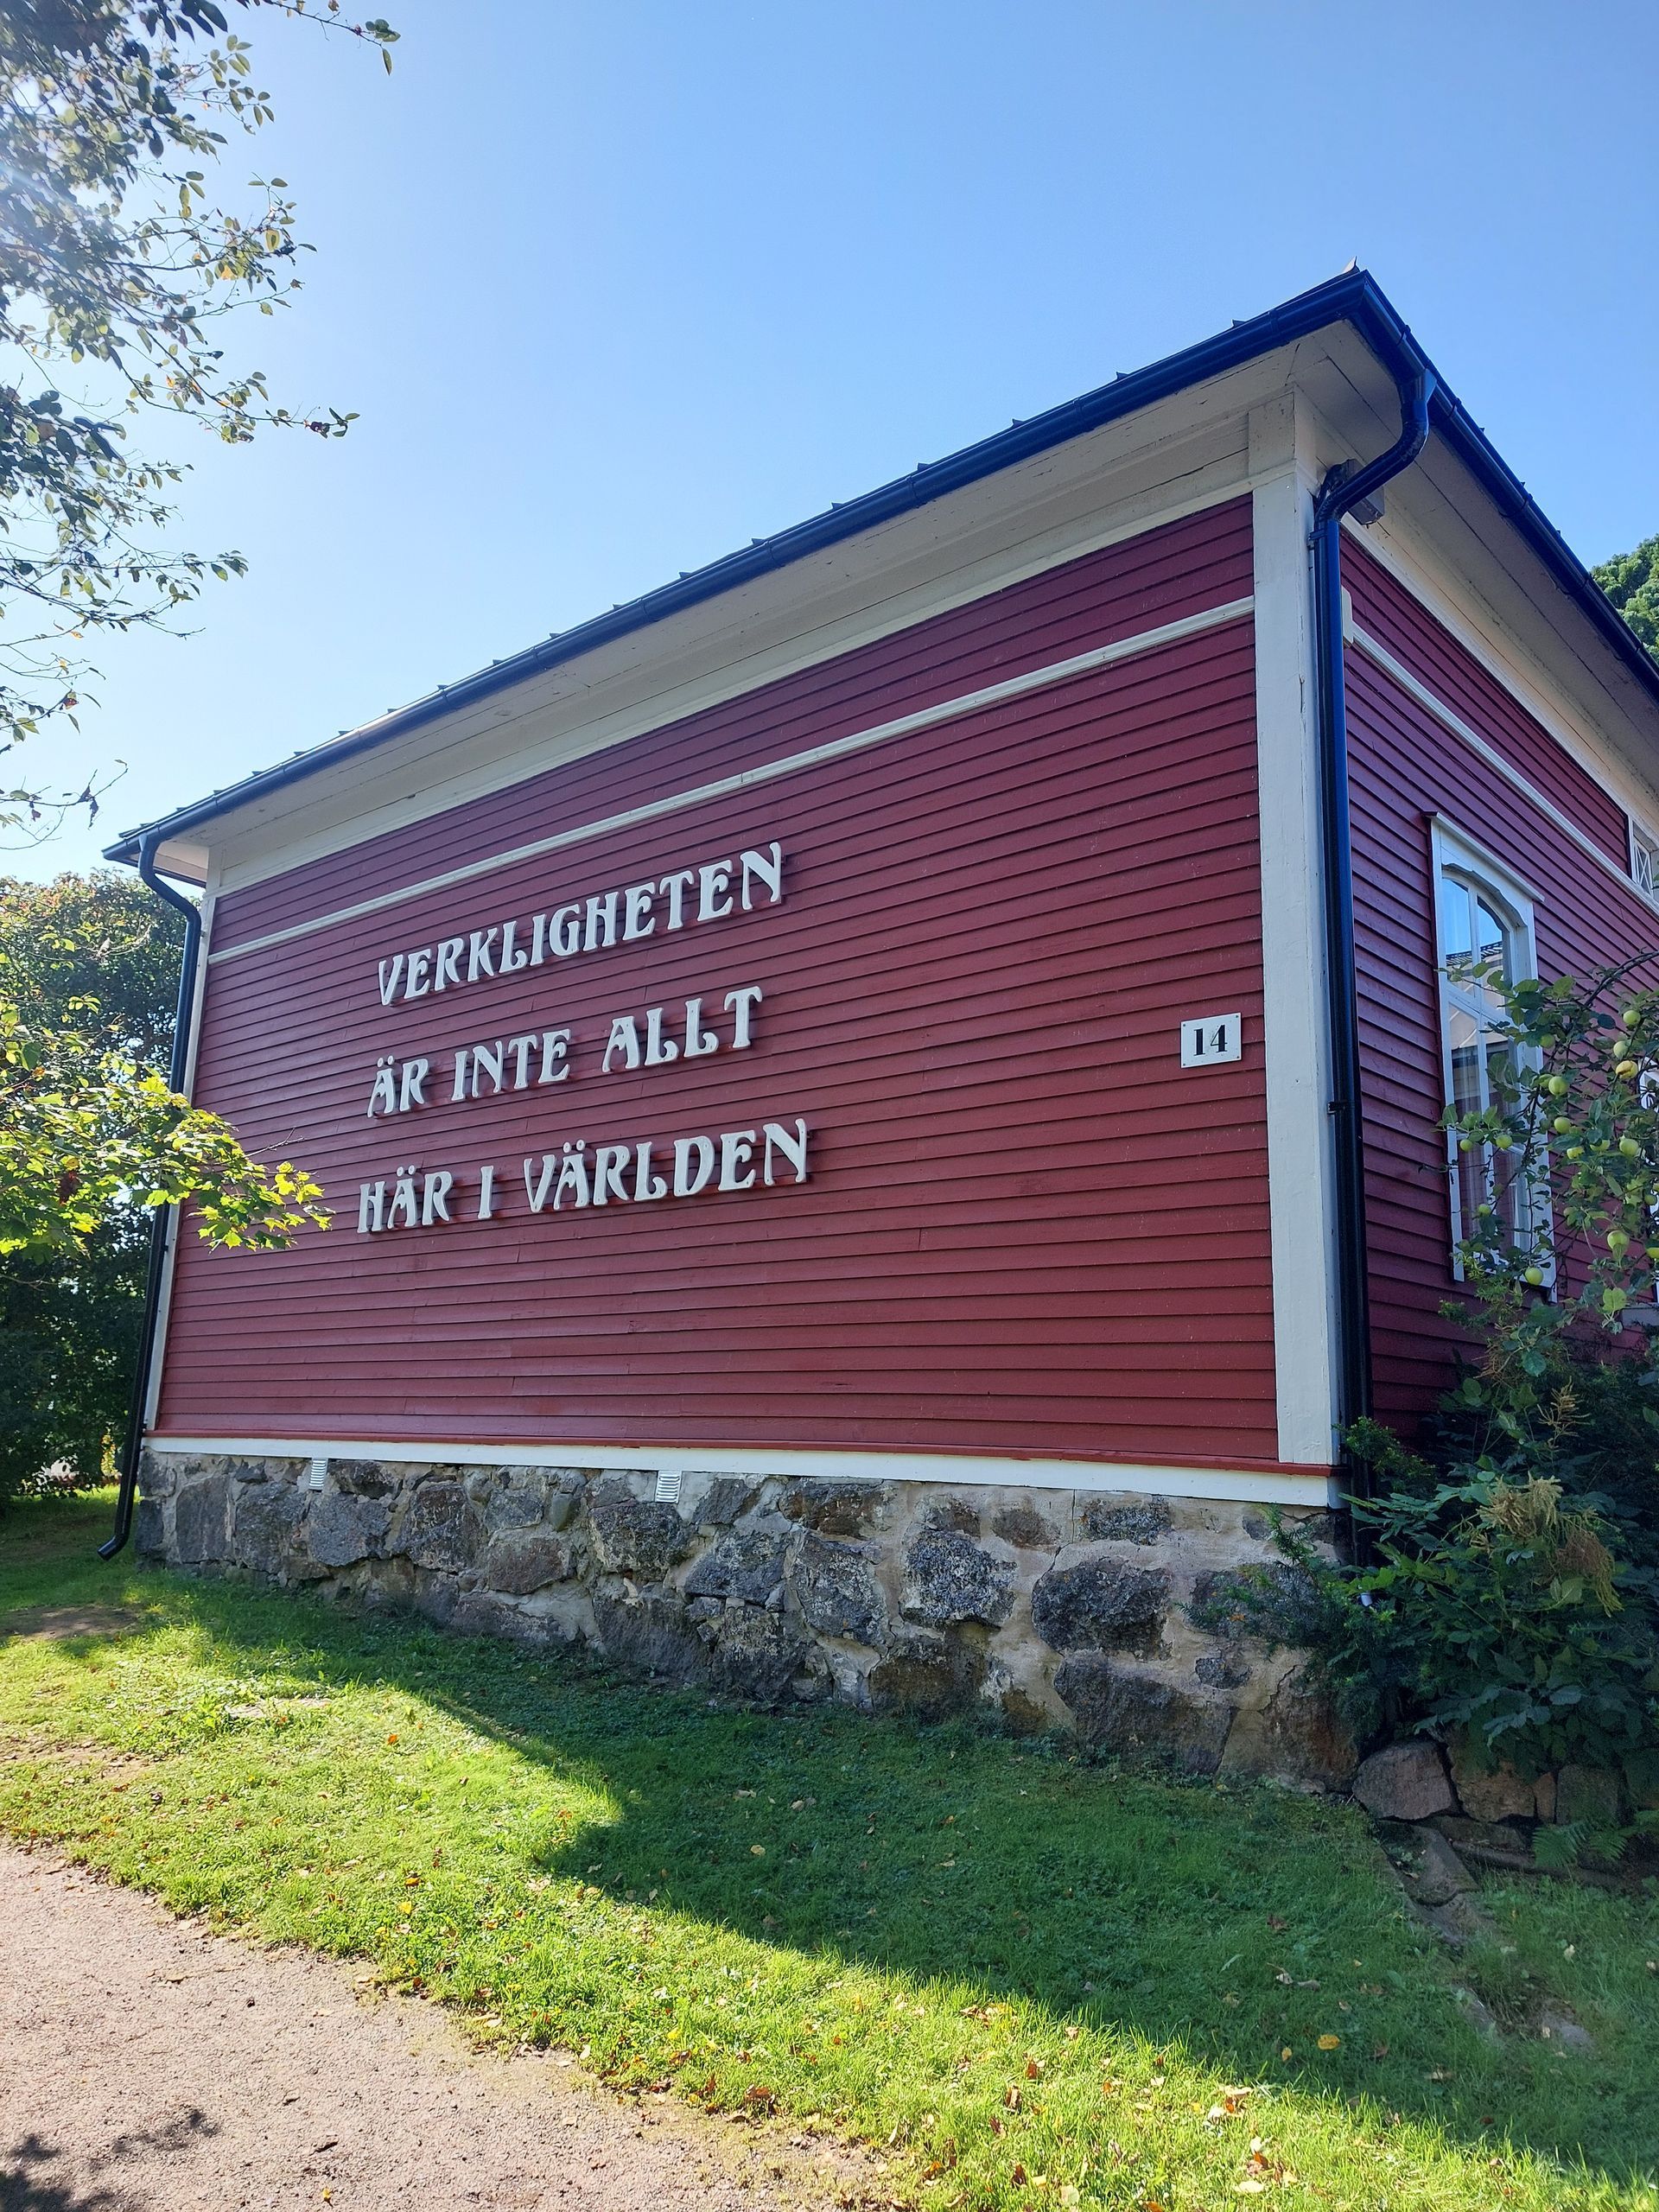 VERKLIGHETEN
ÄR INTE ALLT
HÄR I VÄRLDEN
14